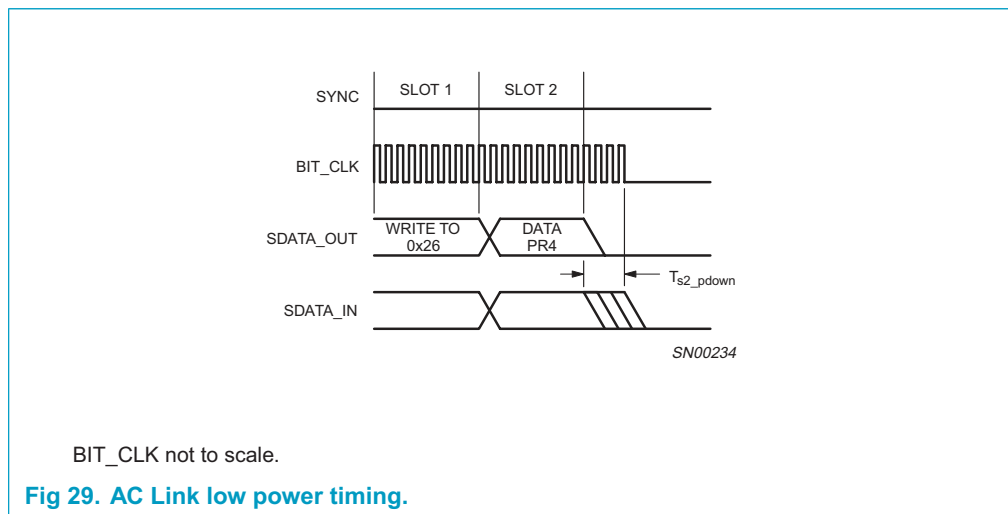 SYNC
SLOT 1
SLOT 2
BIT_CLK
SDATA_OUT
WRITE TO
0x26
DATA
PR4
Ts2_pdown
SDATA_IN
SN00234
BIT_CLK not to scale.
Fig 29. AC Link low power timing.